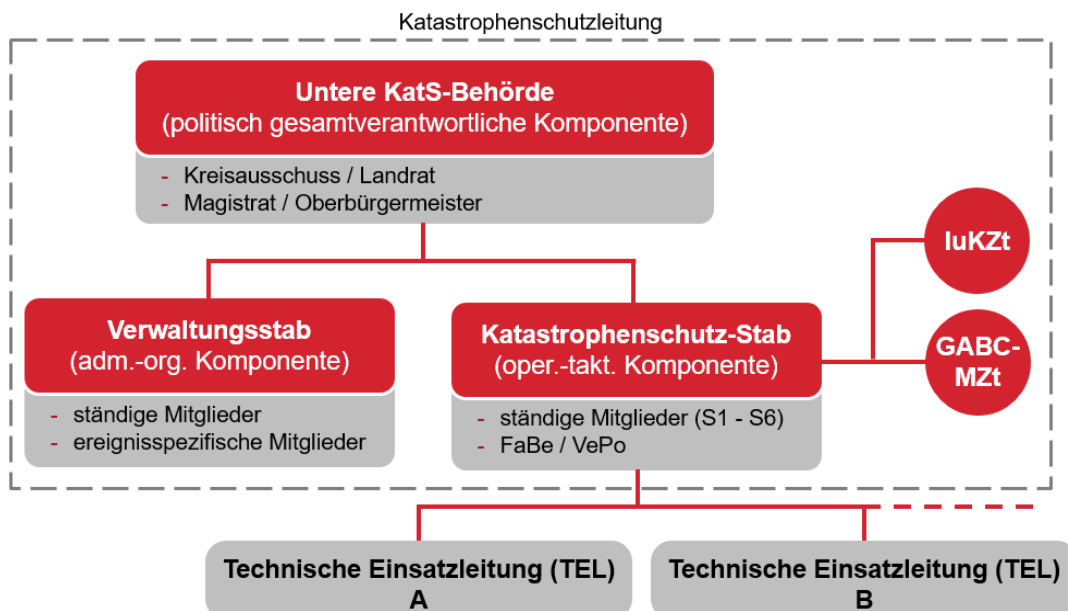 Katastrophenschutzleitung
Untere KatS-Behörde
(politisch gesamtverantwortliche Komponente)
- Kreisausschuss / Landrat
- Magistrat / Oberbürgermeister
IuKZt
Verwaltungsstab
(adm.-org. Komponente)
- ständige Mitglieder
- ereignisspezifische Mitglieder
Katastrophenschutz-Stab
(oper.-takt. Komponente)
- ständige Mitglieder (S1 - S6)
- FaBe / VePo
GABC-
MZt
Technische Einsatzleitung (TEL)
A
Technische Einsatzleitung (TEL)
B